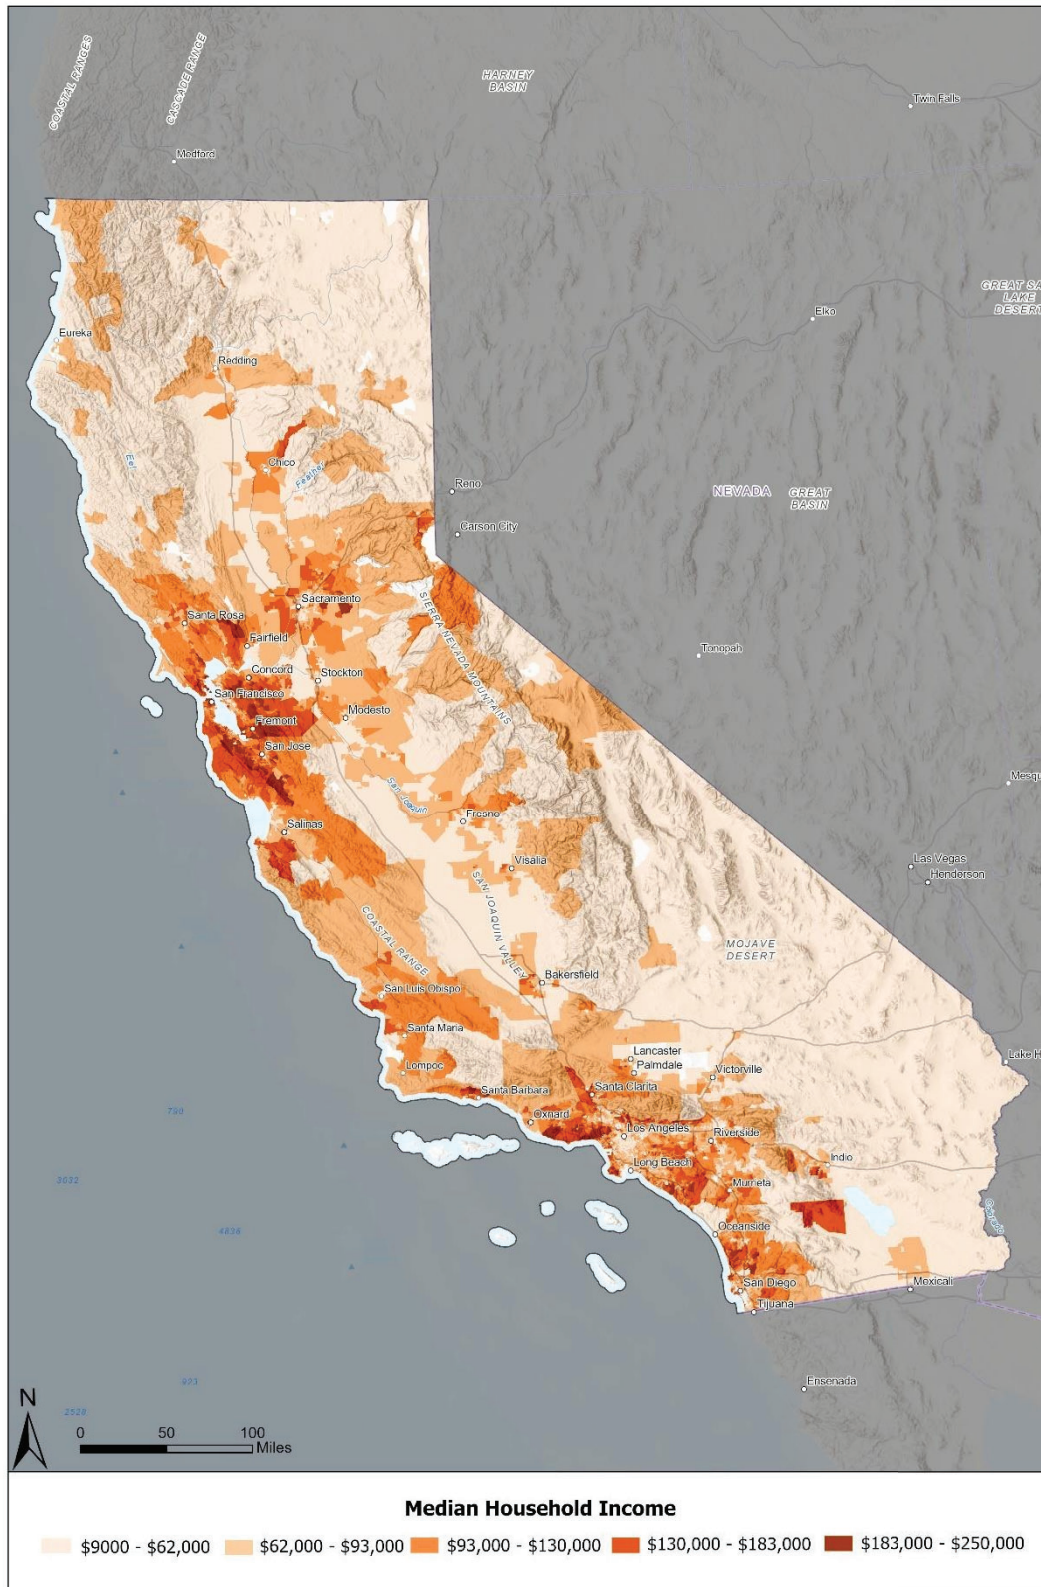 COASTAL RANGES
CASCADE RANGE
HARNEY
BASIN
Twin Falls
Medford
GREAT SA
LAKE
DESERT
Elko
Eureka
Redding
Eel
Chico
Feather
Reno
NEVADA
GREAT
BASIN
Carson City
Sacramento
SIERRA NEVADA MOUNTAINS
Santa Rosa
Fairfield
Tonopah
Concord
Stockton
San Francisco
Modesto
Fremont
San Jose
San Joaquin
Mesqu
Fresno
Salinas
Visalia
Las Vegas
Henderson
SAN JOAQUIN VALLEY
COASTAL RANGE
MOJAVE
DESERT
Bakersfield
San Luis Obispo
Santa Maria
Lancaster
Palmdale
Lake H
Lompoc
Victorville
Santa Barbara
Santa Clarita
790
Oxnard
Los Angeles
Riverside
Indio
Long Beach
3032
Murrieta
Colorado
4836
Oceanside
San Diego
Mexicali
Tijuana
923
Ensenada
2520
N
0 50 100
Miles
Median Household Income
$9000 - $62,000 $62,000 - $93,000 $93,000 - $130,000 $130,000 - $183,000 $183,000 - $250,000